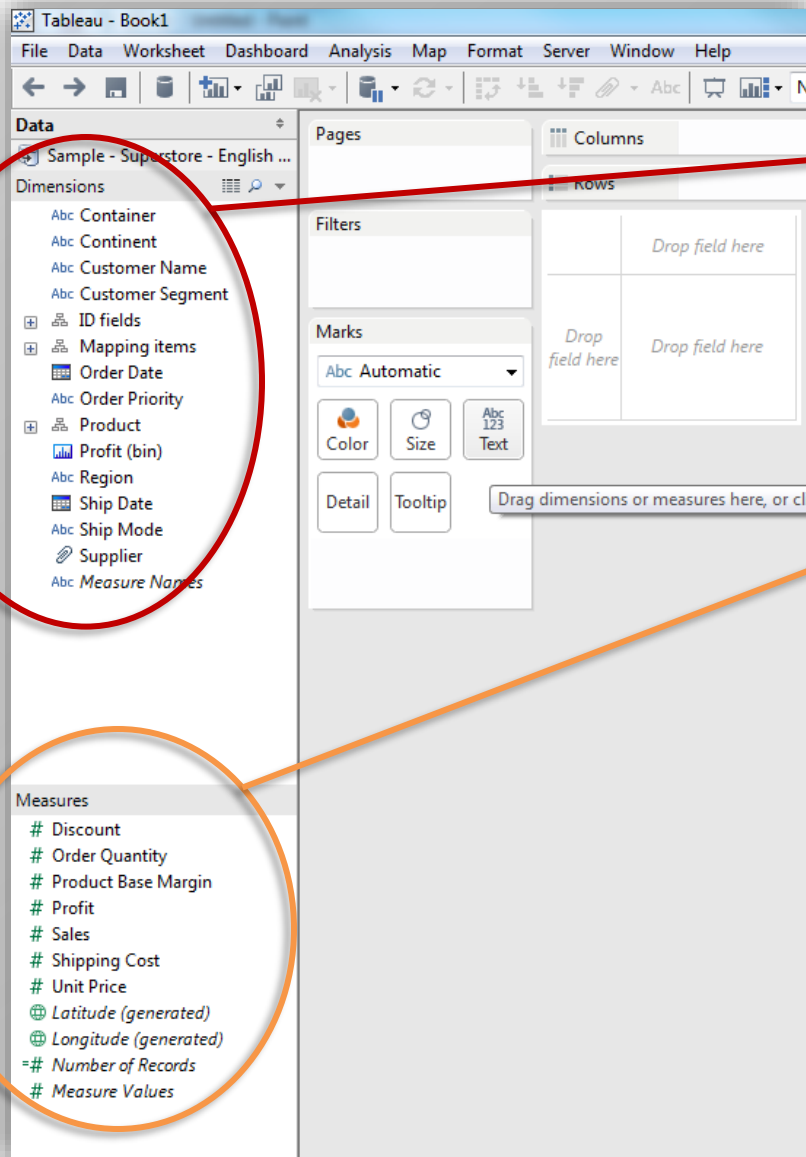 Tableau - Book1
File Data Worksheet Dashboard Analysis Map Format Server Window Help
Abc
N
Data
Sample - Superstore - English ...
Dimensions
Abc Container
Abc Continent
Abc Customer Name
Abc Customer Segment
ID fields
Mapping items
Order Date
Abc Order Priority
Product
Profit (bin)
Abc Region
Ship Date
Abc Ship Mode
Supplier
Abc Measure Names
Measures
# Discount
# Order Quantity
# Product Base Margin
# Profit
# Sales
# Shipping Cost
# Unit Price
Latitude (generated)
Longitude (generated)
=# Number of Records
# Measure Values
Pages
Filters
Marks
Abc Automatic
Color
Size
Abc
123
Text
Detail
Tooltip
Drag dimensions or measures here, or cl
Columns
Rows
Drop field here
Drop
field here
Drop field here